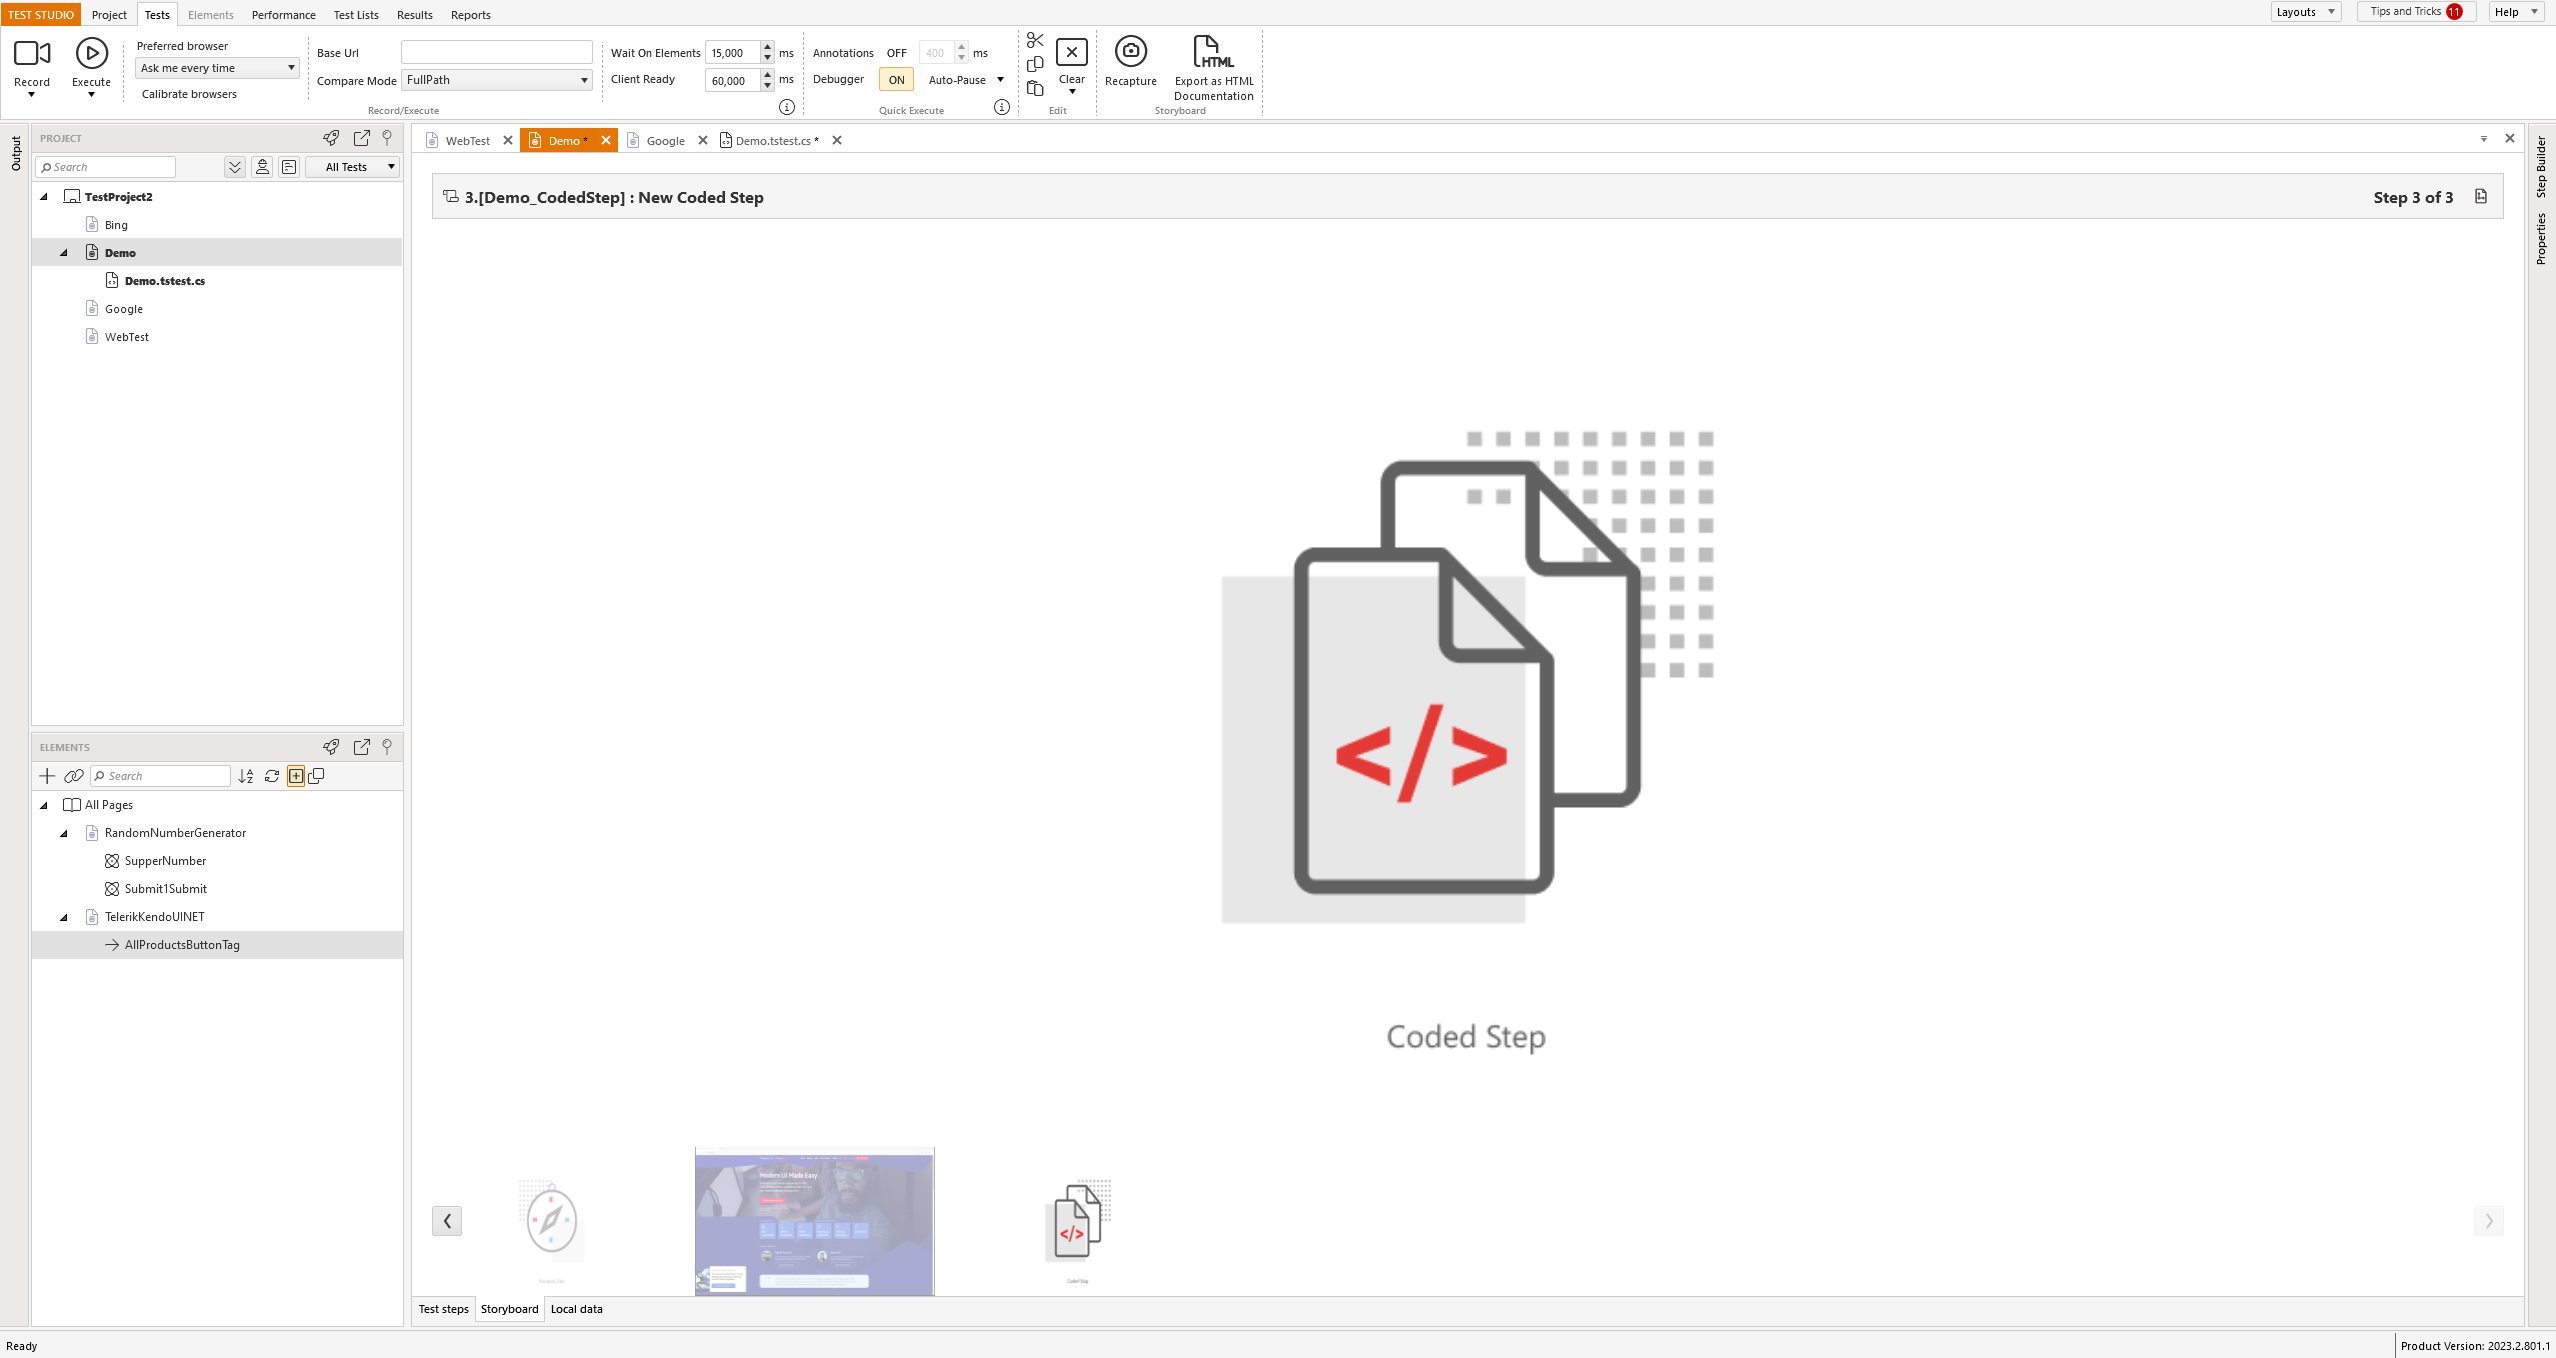 TEST STUDIO Project Tests Elements Performance Test Lists Results Reports Layouts Tips and Tricks 11 Help
Record
Execute
Preferred browser
Ask me every time
Calibrate browsers
Base Url
Compare Mode FullPath
Record/Execute
Wait On Elements 15,000 ms
Client Ready 60,000 ms
Annotations OFF 400 ms
Debugger ON Auto-Pause
Quick Execute
Clear
Edit
Recapture
HTML
Export as HTML
Documentation
Storyboard
Output
PROJECT
Search All Tests
TestProject2
Bing
Demo
Demo.tstest.cs
Google
WebTest
ELEMENTS
Search
All Pages
RandomNumberGenerator
SupperNumber
Submit1Submit
TelerikKendoUINET
AllProductsButtonTag
WebTest Demo * Google Demo.tstest.cs *
3.[Demo_CodedStep] : New Coded Step Step 3 of 3
</>
Coded Step
Modern UI Made Easy
</>
Coded Step
Test steps Storyboard Local data
Step Builder
Properties
Ready Product Version: 2023.2.801.1